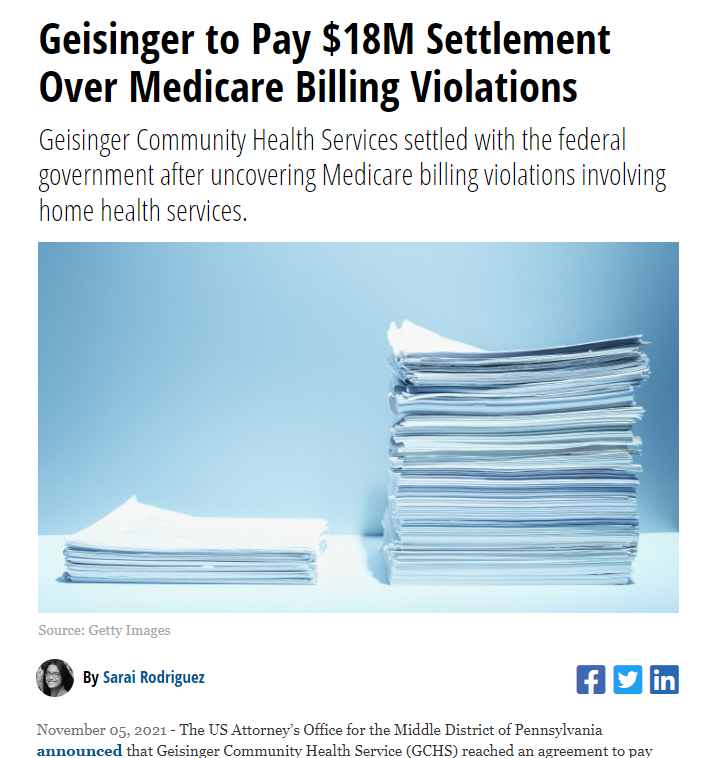 Geisinger to Pay $18M Settlement
Over Medicare Billing Violations
Geisinger Community Health Services settled with the federal
government after uncovering Medicare billing violations involving
home health services.
Source: Getty Images
By Sarai Rodriguez
November 05, 2021 - The US Attorney’s Office for the Middle District of Pennsylvania
announced that Geisinger Community Health Service (GCHS) reached an agreement to pay